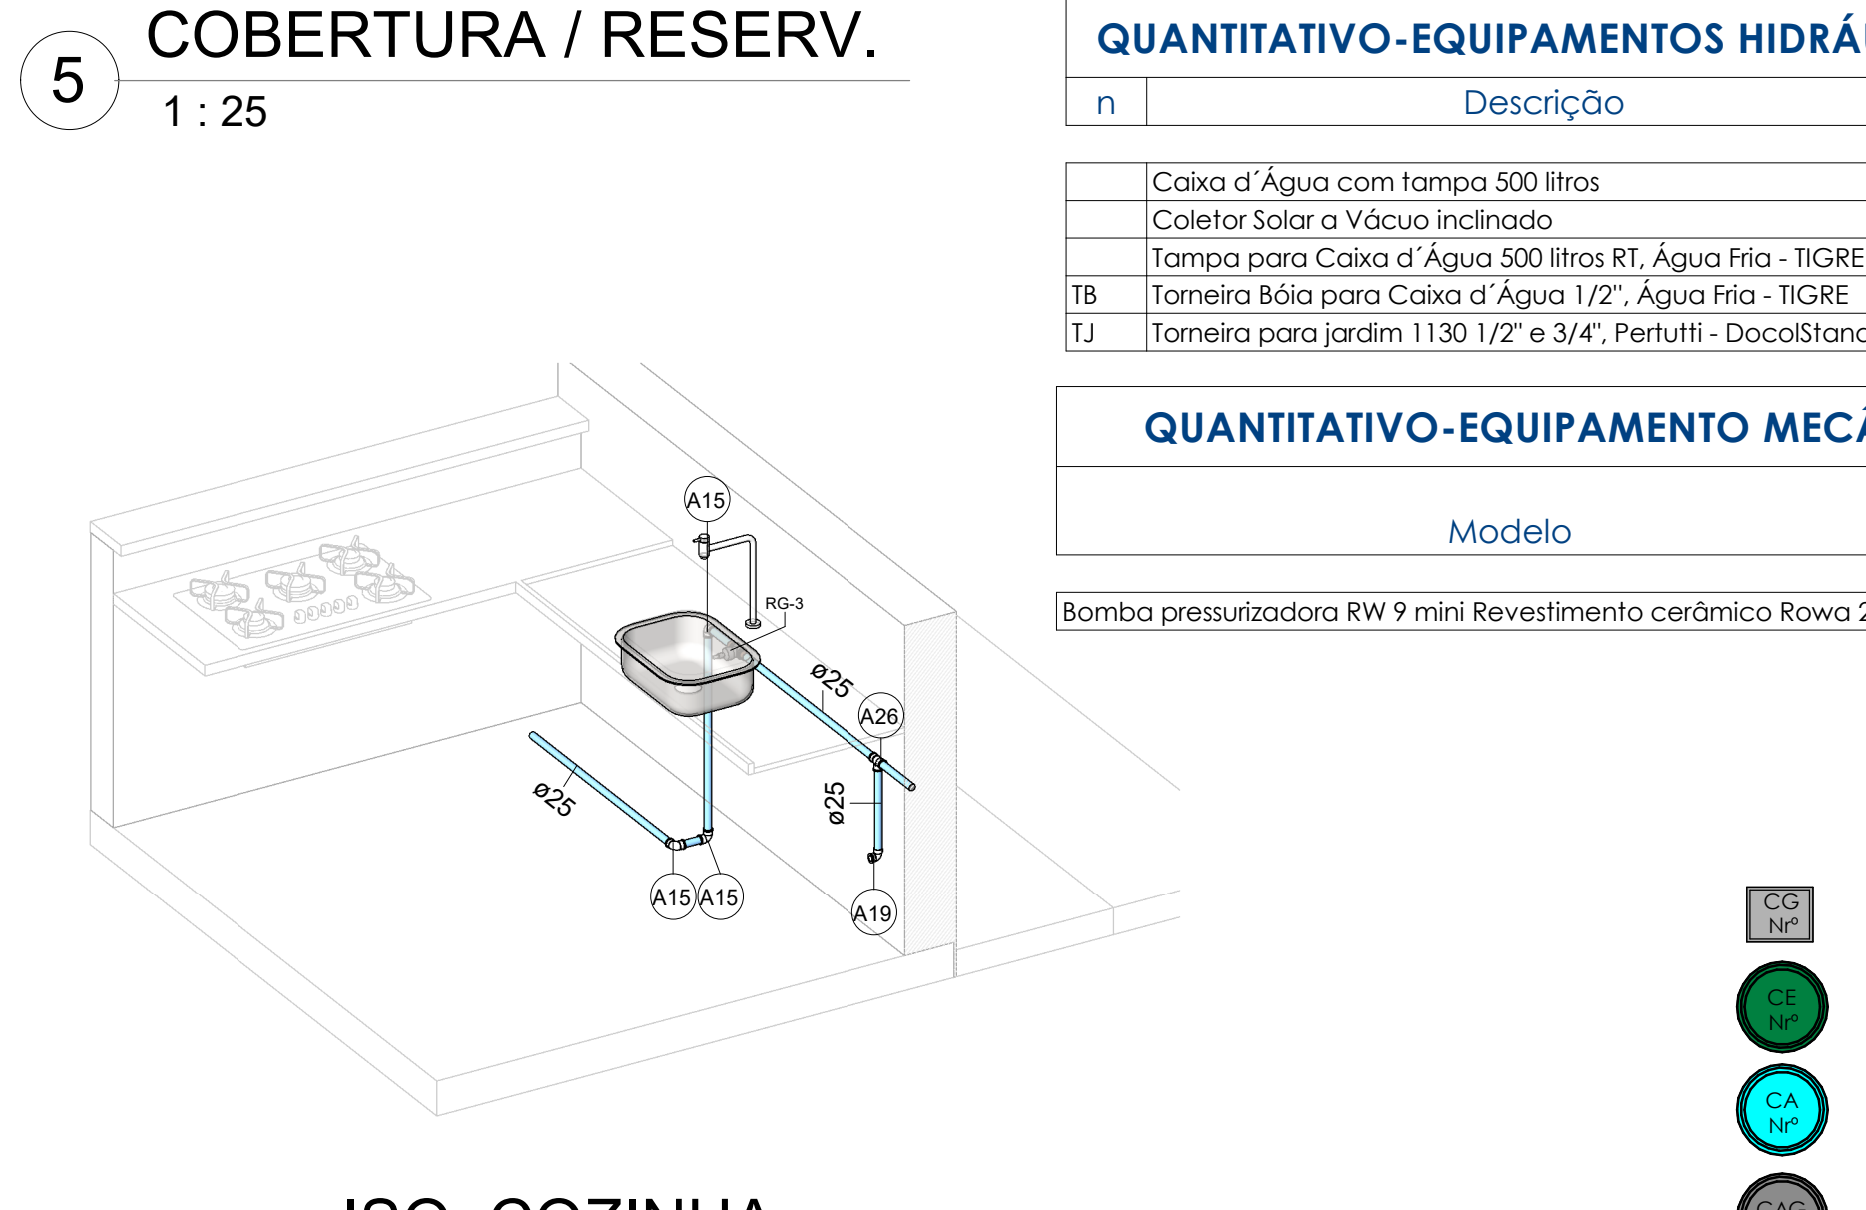 COBERTURA / RESERV.
5
1 : 25
QUANTITATIVO-EQUIPAMENTOS
n Descrição
Caixa d´Água com tampa 500 litros
Coletor Solar a Vácuo inclinado
Tampa para Caixa d´Água 500 litros RT, Água Fria - TIGRE
TB Torneira Bóia para Caixa d´Água 1/2", Água Fria - TIGRE
TJ Torneira para jardim 1130 1/2" e 3/4", Pertutti -
QUANTITATIVO-EQUIPAMENTO
Modelo
Bomba pressurizadora RW 9 mini Revestimento cerâmico Rowa
A15
RG-3
ø25
A26
ø25
ø25
A15
A15
A19
CG
Nrº
CE
Nrº
CA
Nrº
CAG
ISO. COZINHA